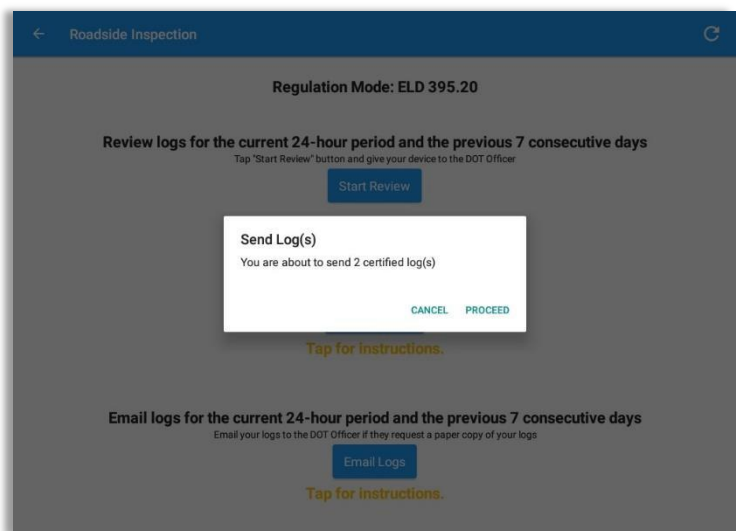 Roadside Inspection
Regulation Mode: ELD 395.20
Review logs for the current 24-hour period and the previous 7 consecutive days
Tap "Start Review" button and give your device to the DOT Officer
Start Review
Send Log(s)
You are about to send 2 certified log(s)
CANCEL PROCEED
Tap for instructions.
Email logs for the current 24-hour period and the previous 7 consecutive days
Email your logs to the DOT Officer if they request a paper copy of your logs
Email Logs
Tap for instructions.